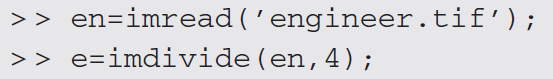 >> en=imread('engineer.tif');
>> e=imdivide(en,4);